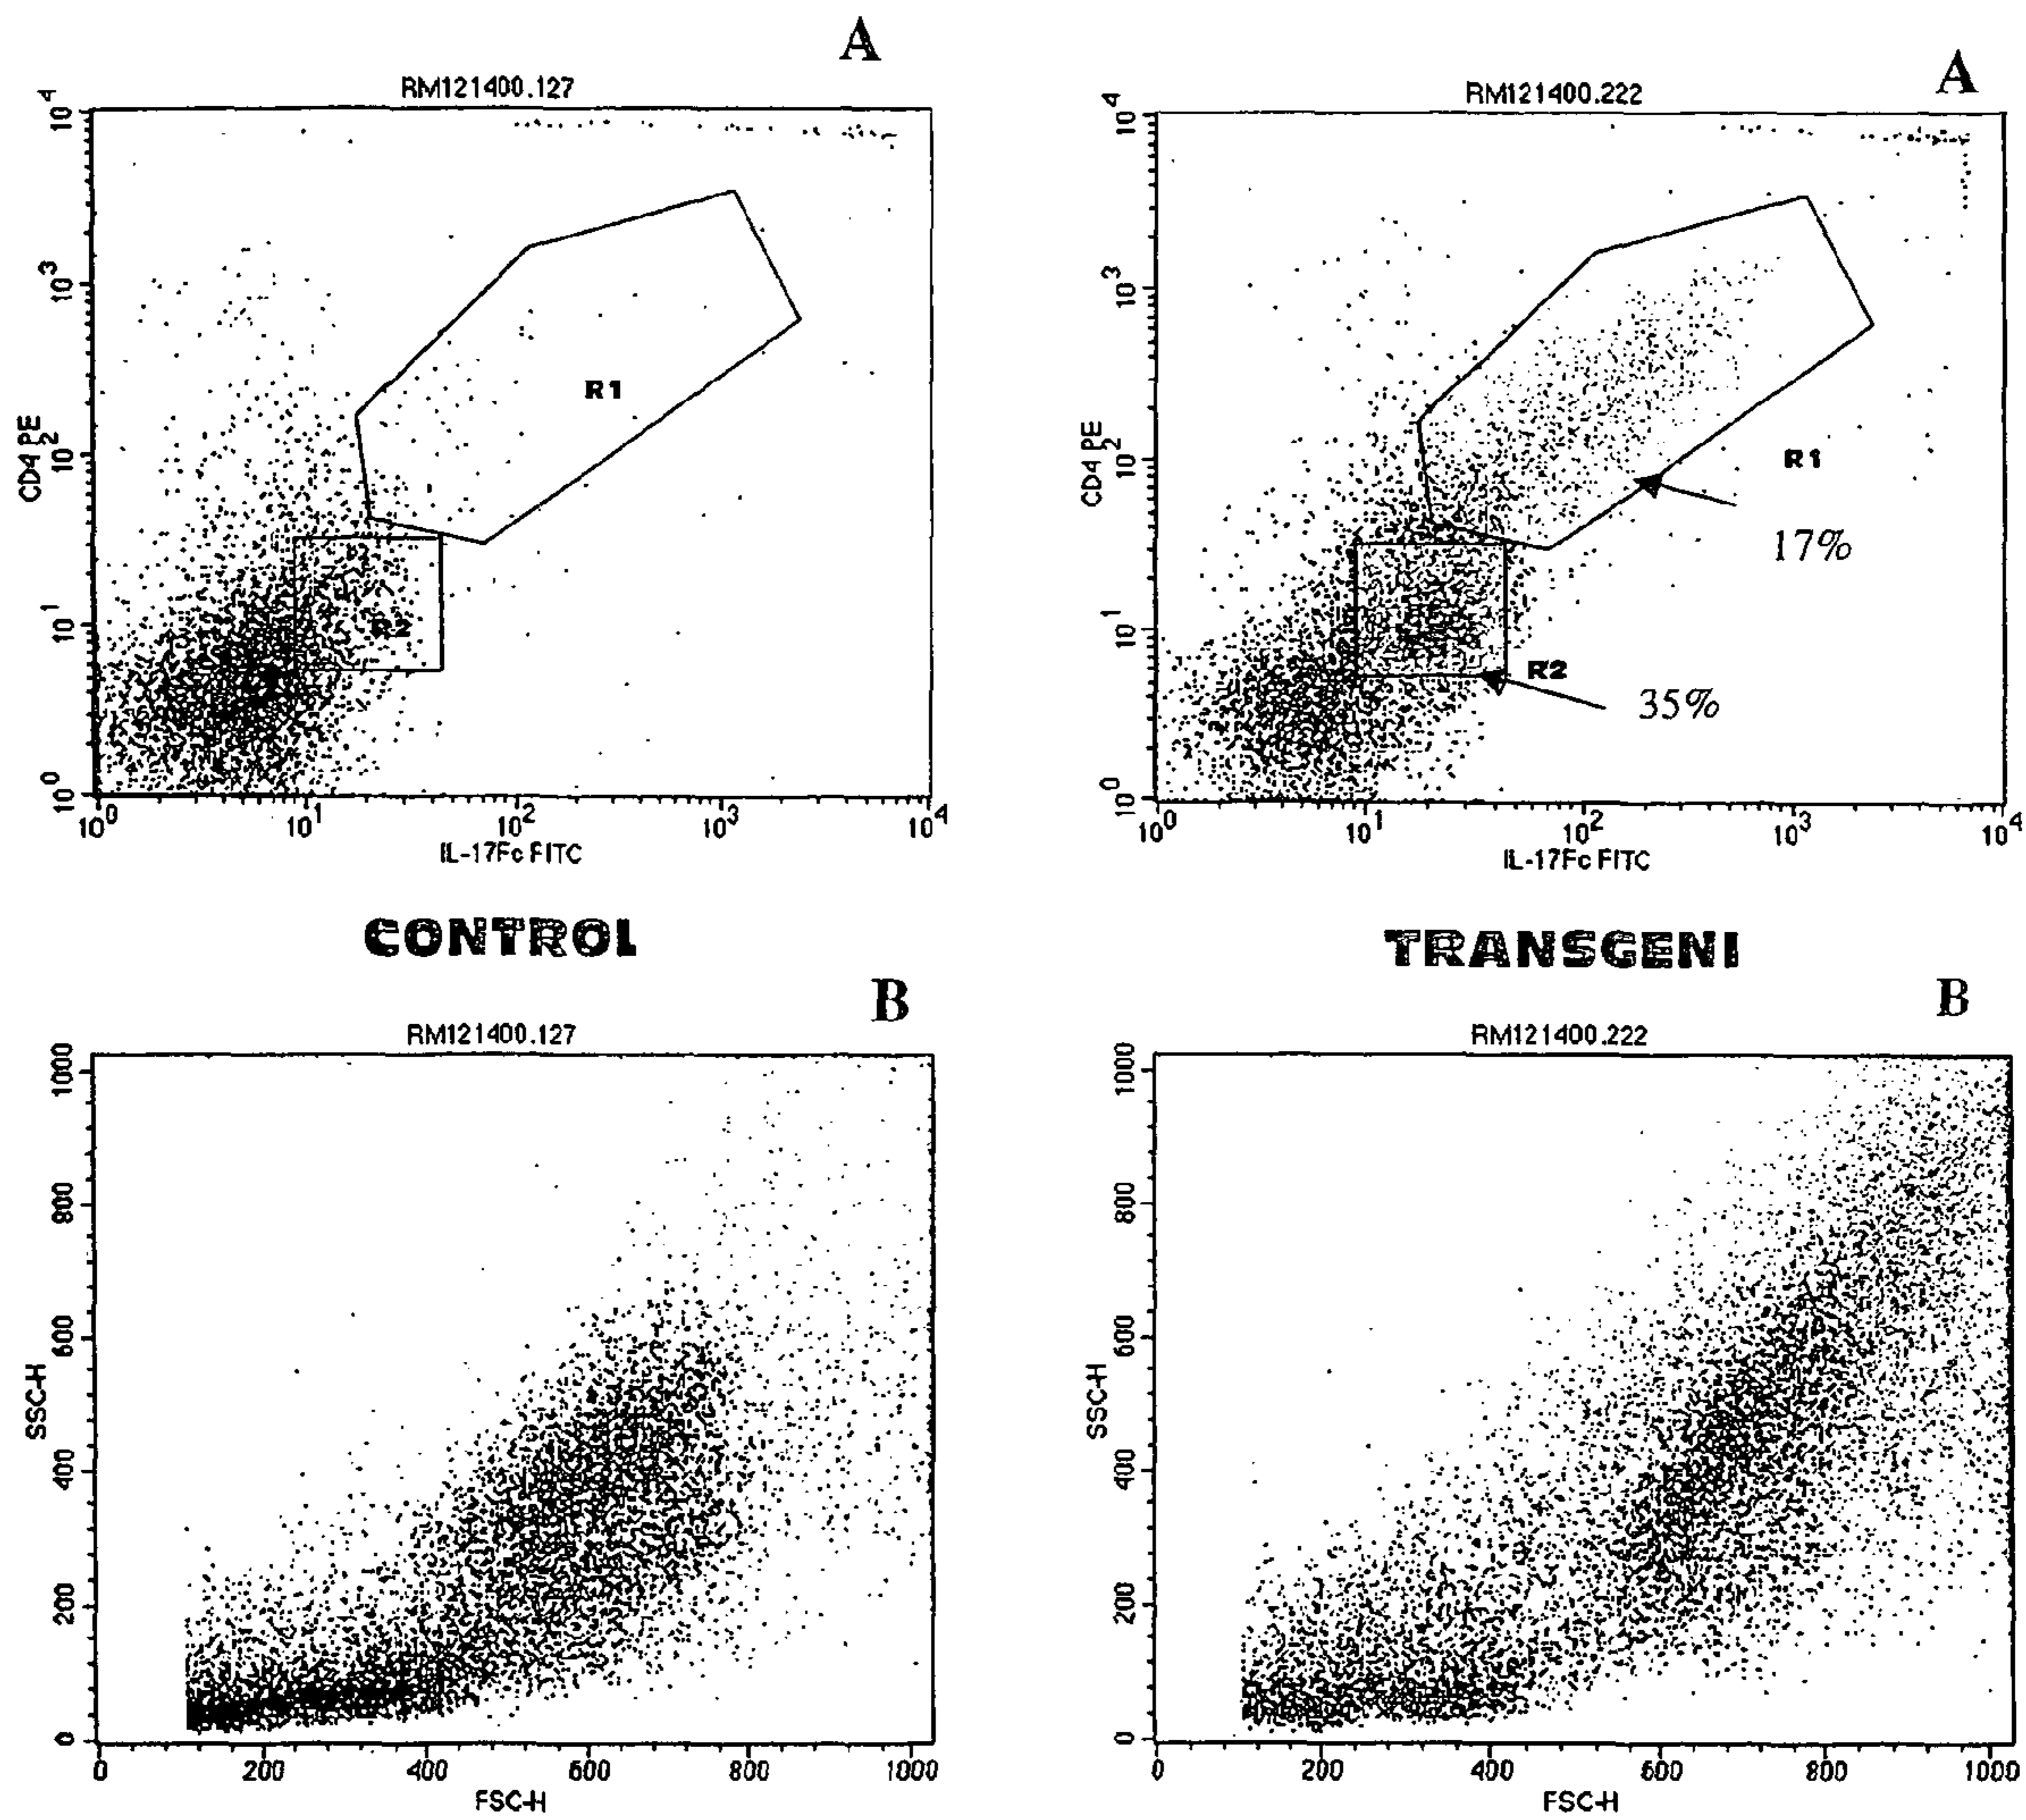 A
RM121400.127
10^4
10^3
10^2
10^1
10^0
CD4 PE
R1
R2
10^0 10^1 10^2 10^3 10^4
IL-17Fc FITC
CONTROL
A
RM121400.222
10^4
10^3
10^2
10^1
10^0
CD4 PE
R1
17%
R2
35%
10^0 10^1 10^2 10^3 10^4
IL-17Fc FITC
TRANSGENI
B
RM121400.127
1000
800
600
400
200
0
SSC-H
0 200 400 600 800 1000
FSC-H
B
RM121400.222
1000
800
600
400
200
0
SSC-H
0 200 400 600 800 1000
FSC-H